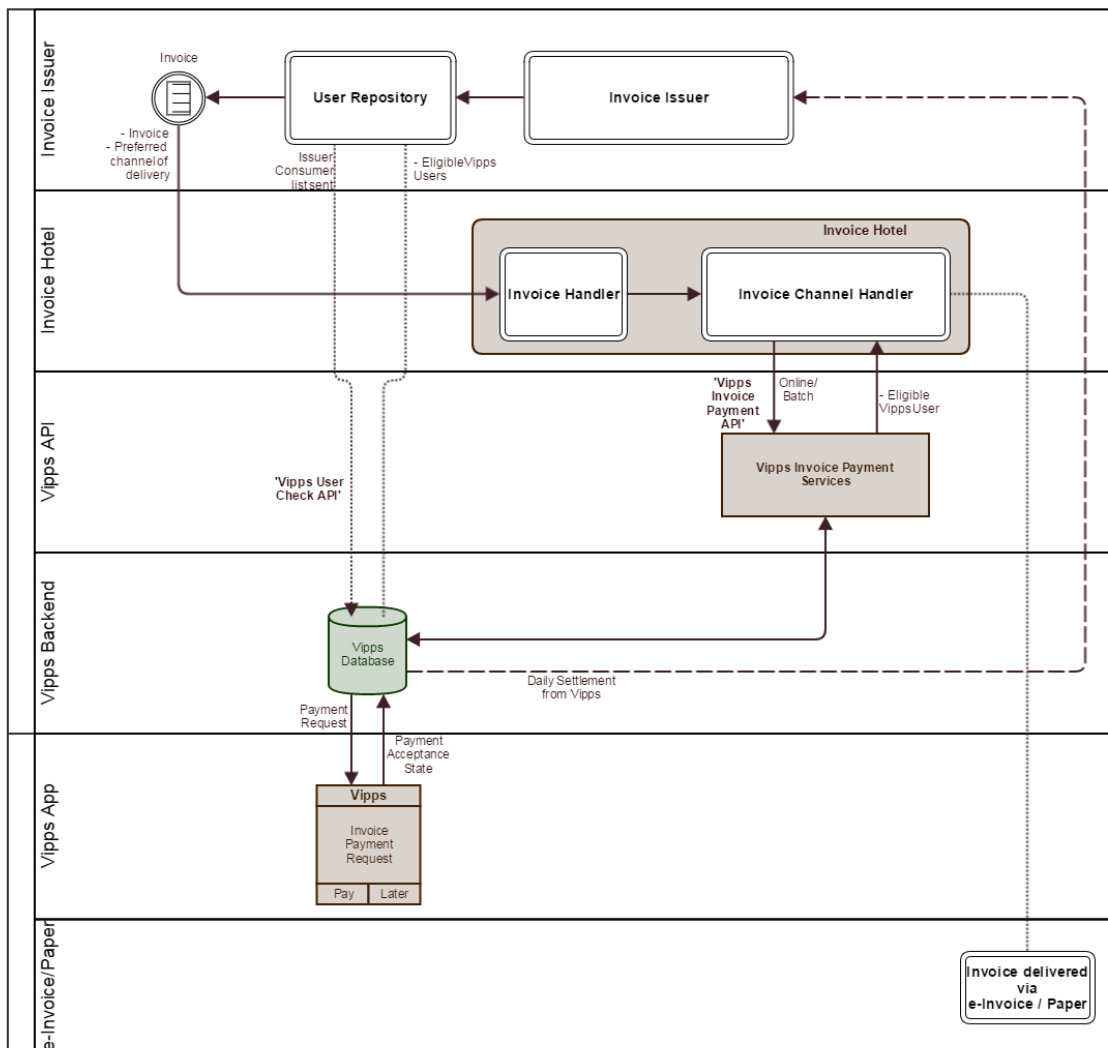 Invoice Issuer
Invoice
User Repository
Invoice Issuer
- Invoice
- Preferred
channel of
delivery
Issuer
Consumer
list sent
- Eligible Vipps
Users
Invoice Hotel
Invoice Hotel
Invoice Handler
Invoice Channel Handler
Vipps API
'Vipps
Invoice
Payment
API'
Online/
Batch
- Eligible
Vipps User
Vipps Invoice Payment
Services
'Vipps User
Check API'
Vipps Backend
Vipps
Database
Daily Settlement
from Vipps
Payment
Request
Payment
Acceptance
State
Vipps App
Vipps
Invoice
Payment
Request
Pay
Later
e-Invoice/Paper
Invoice delivered
via
e-Invoice / Paper